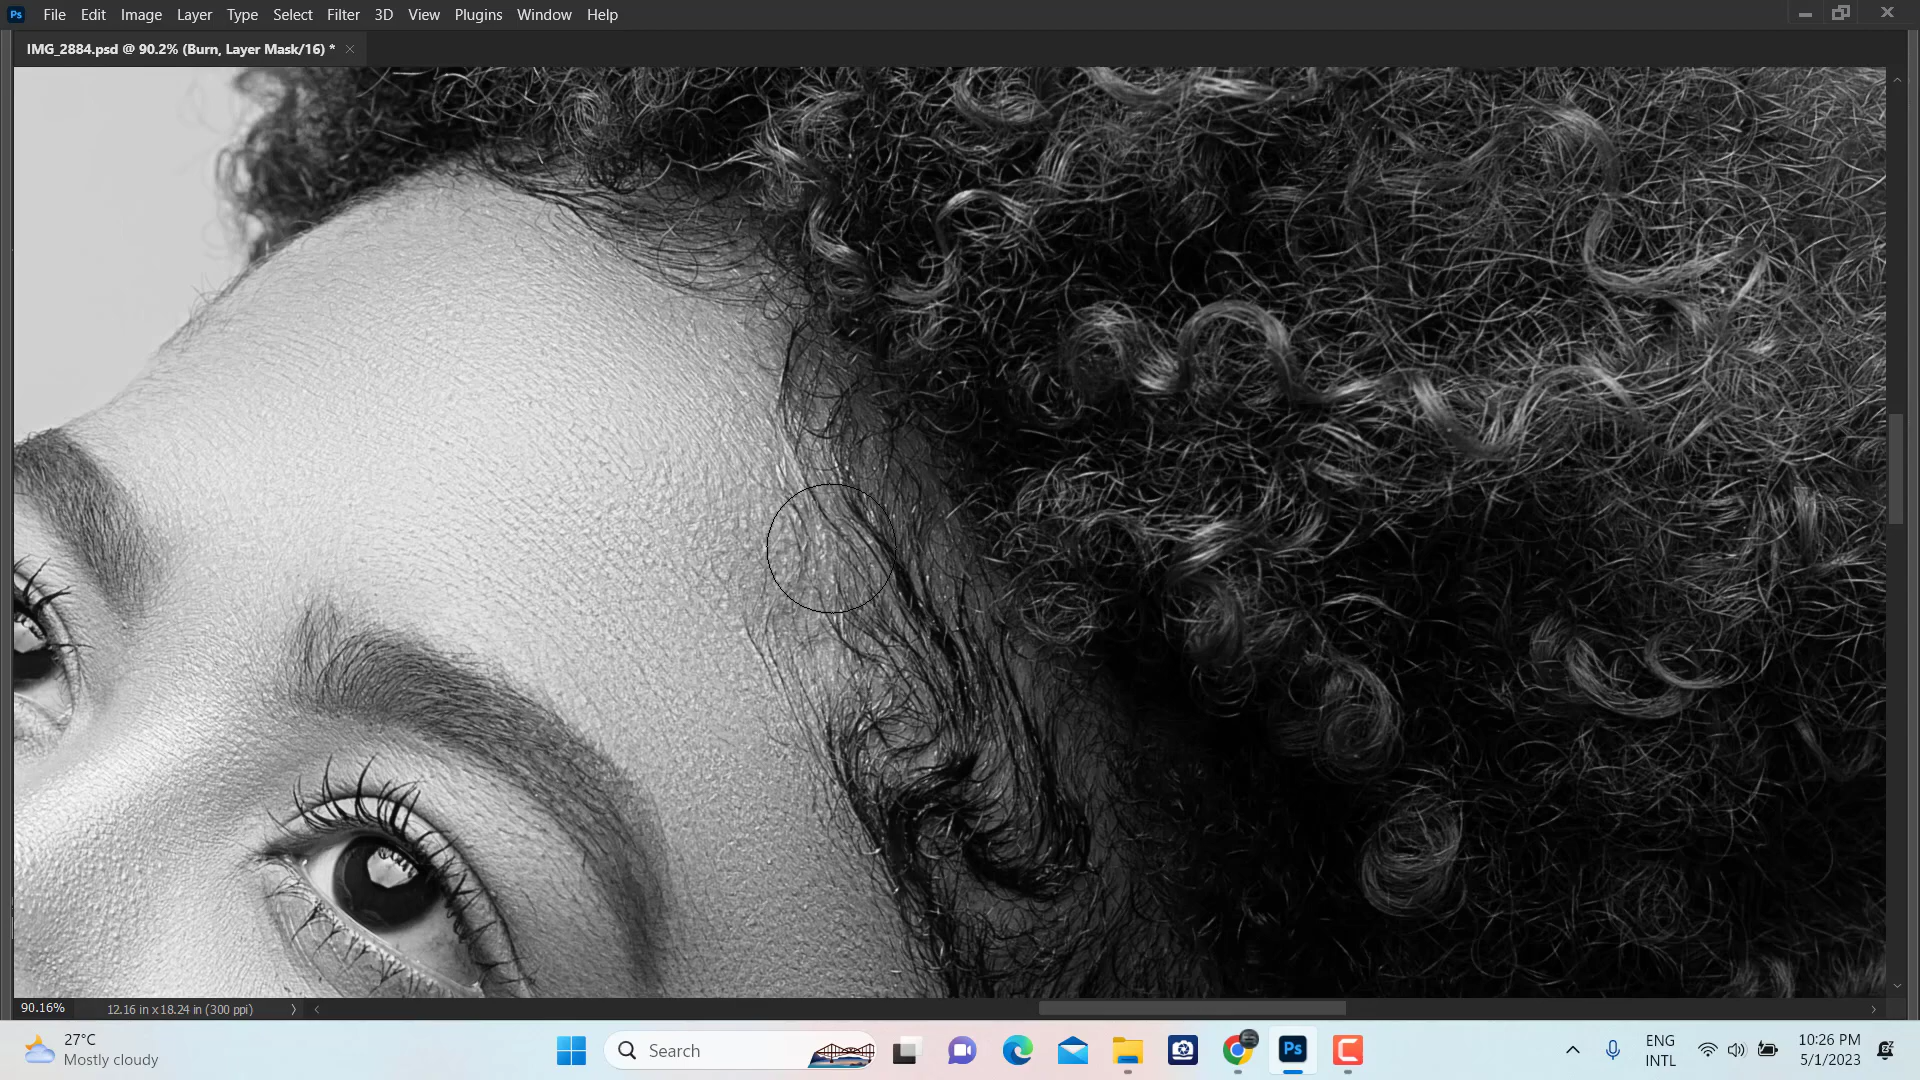 Ps File Edit Image Layer Type Select Filter 3D View Plugins Window Help
IMG_2884.psd @ 90.2% (Burn, Layer Mask/16) *
90.16% 12.16 in x 18.24 in (300 ppi)
27°C
Mostly cloudy
Search
Ps
ENG
INTL
10:26 PM
5/1/2023